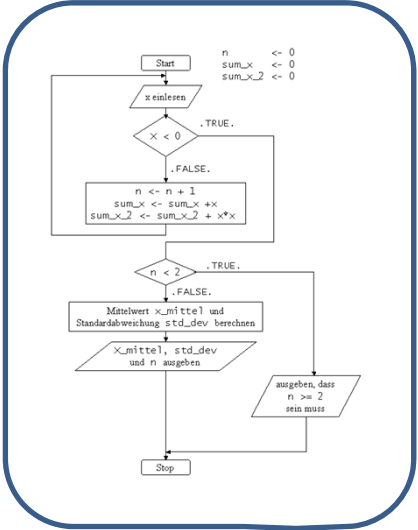 n <- 0
sum_x <- 0
sum_x_2 <- 0
Start
x einlesen
.TRUE.
X < 0
.FALSE.
n <- n + 1
sum_x <- sum_x +x
sum_x_2 <- sum_x_2 + x*x
n < 2
.TRUE.
.FALSE.
Mittelwert x_mittel und
Standardabweichung std_dev berechnen
X_mittel, std_dev
und n ausgeben
ausgeben, dass
n >= 2
sein muss
Stop